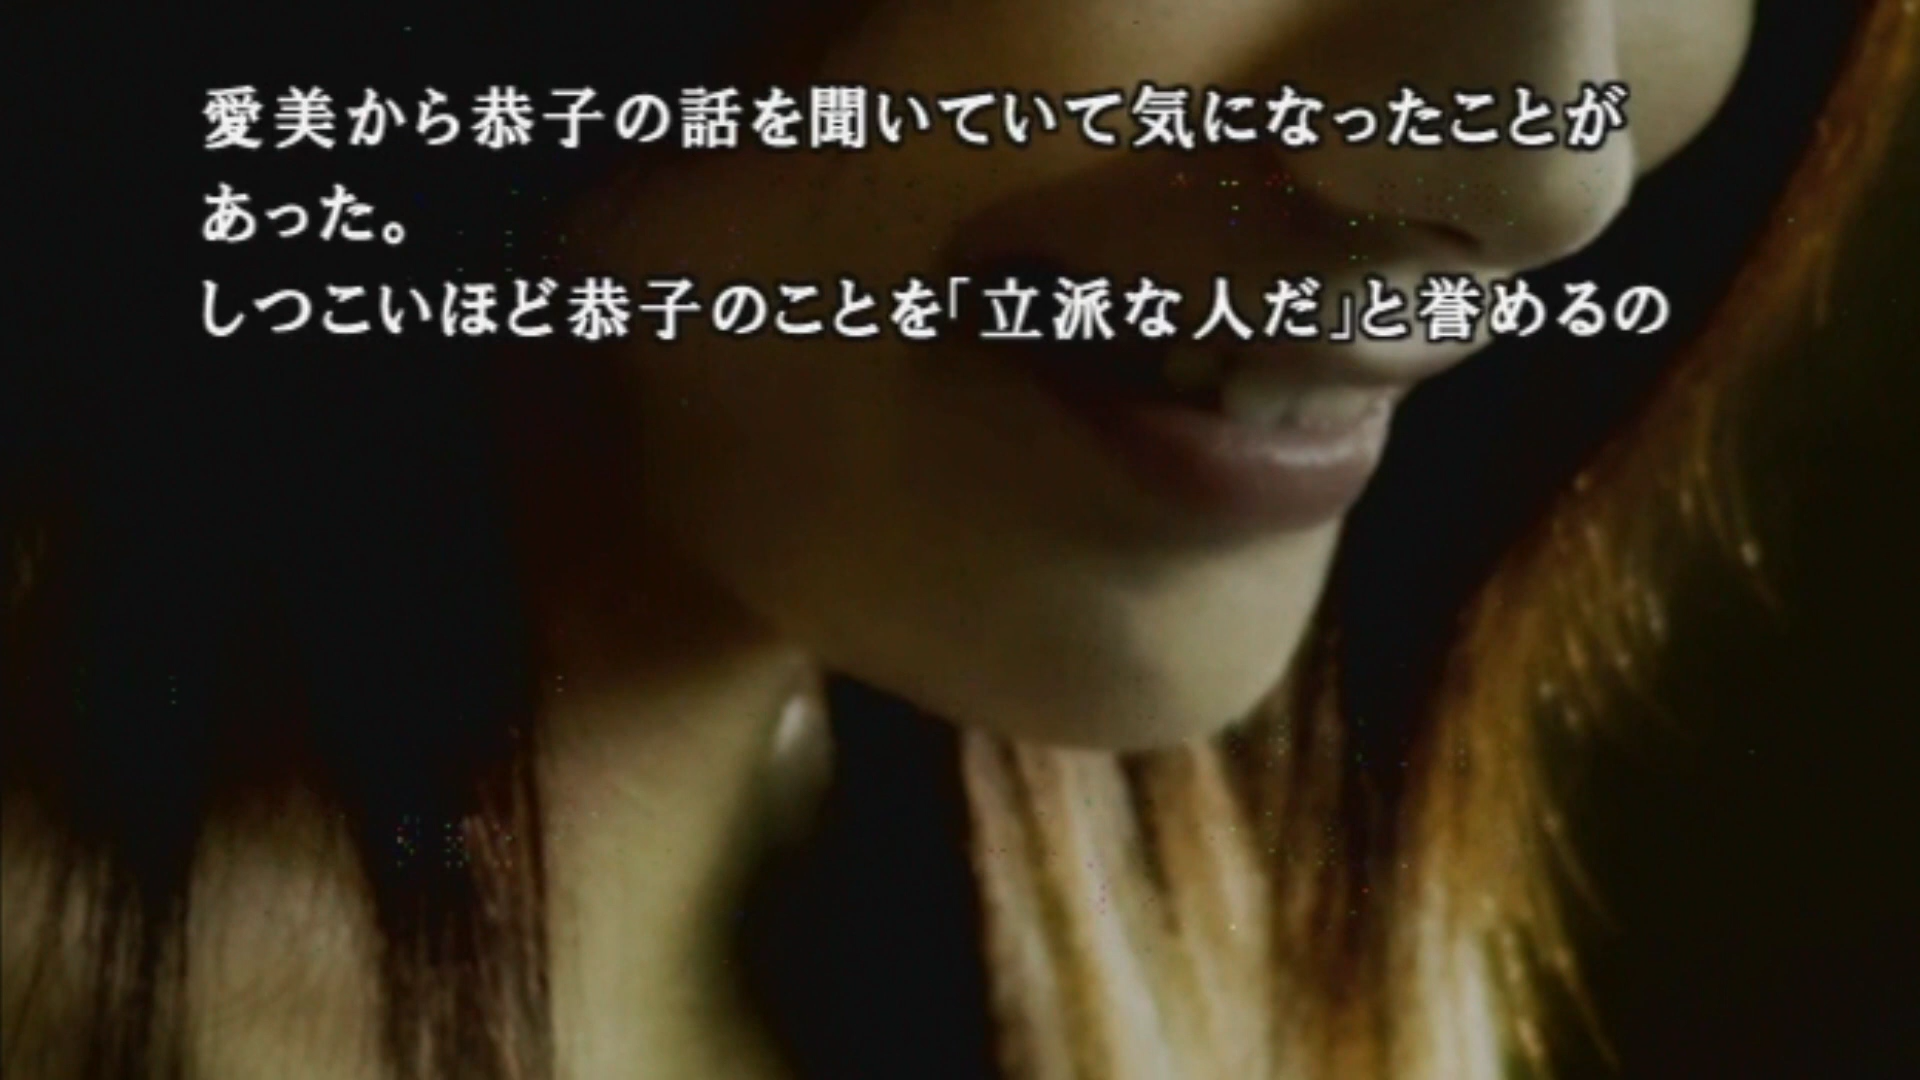 愛美から恭子の話を聞いていて気になったことが
あった。
しつこいほど恭子のことを「立派な人だ」と誉めるの